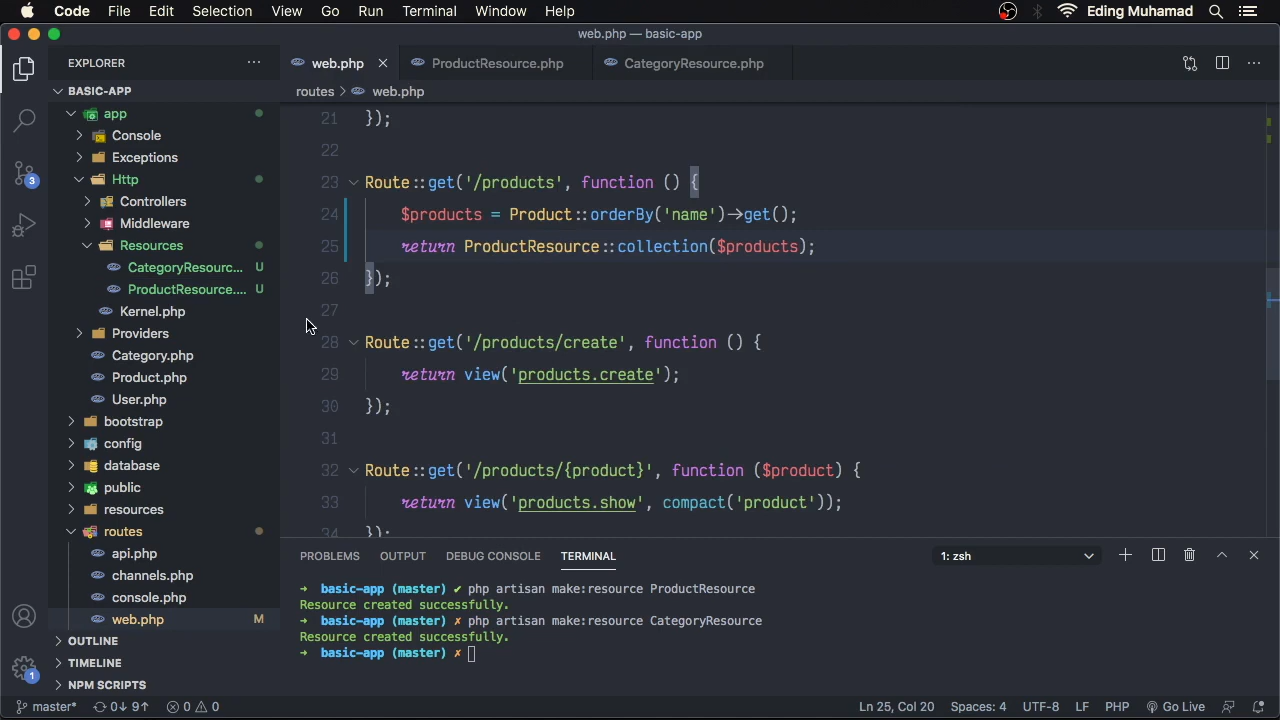 Code File Edit Selection View Go Run Terminal Window Help Eding Muhamad
web.php — basic-app
EXPLORER
web.php ProductResource.php CategoryResource.php
BASIC-APP
routes > web.php
app
Console
Exceptions
Http
Controllers
Middleware
Resources
CategoryResourc... U
ProductResource.... U
Kernel.php
Providers
Category.php
Product.php
User.php
bootstrap
config
database
public
resources
routes
api.php
channels.php
console.php
web.php M
OUTLINE
TIMELINE
NPM SCRIPTS
3
1
21 });
22
23 Route::get('/products', function () {
24 $products = Product::orderBy('name')->get();
25 return ProductResource::collection($products);
26 });
27
28 Route::get('/products/create', function () {
29 return view('products.create');
30 });
31
32 Route::get('/products/{product}', function ($product) {
33 return view('products.show', compact('product'));
34 });
PROBLEMS OUTPUT DEBUG CONSOLE TERMINAL 1: zsh
→ basic-app (master) ✔ php artisan make:resource ProductResource
Resource created successfully.
→ basic-app (master) ✗ php artisan make:resource CategoryResource
Resource created successfully.
→ basic-app (master) ✗
master* 0↓ 9↑ 0 0 Ln 25, Col 20 Spaces: 4 UTF-8 LF PHP Go Live